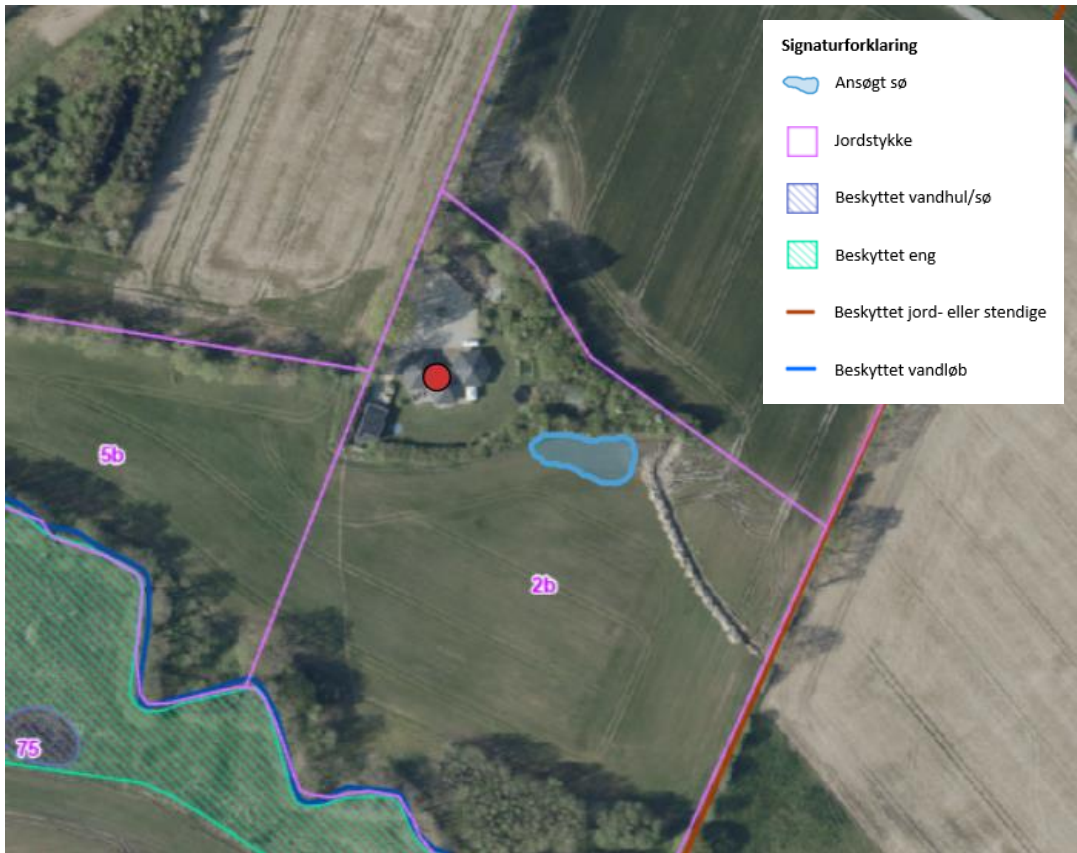 Signaturforklaring
Ansøgt sø
Jordstykke
Beskyttet vandhul/sø
Beskyttet eng
Beskyttet jord- eller stendige
Beskyttet vandløb
5b
2b
75